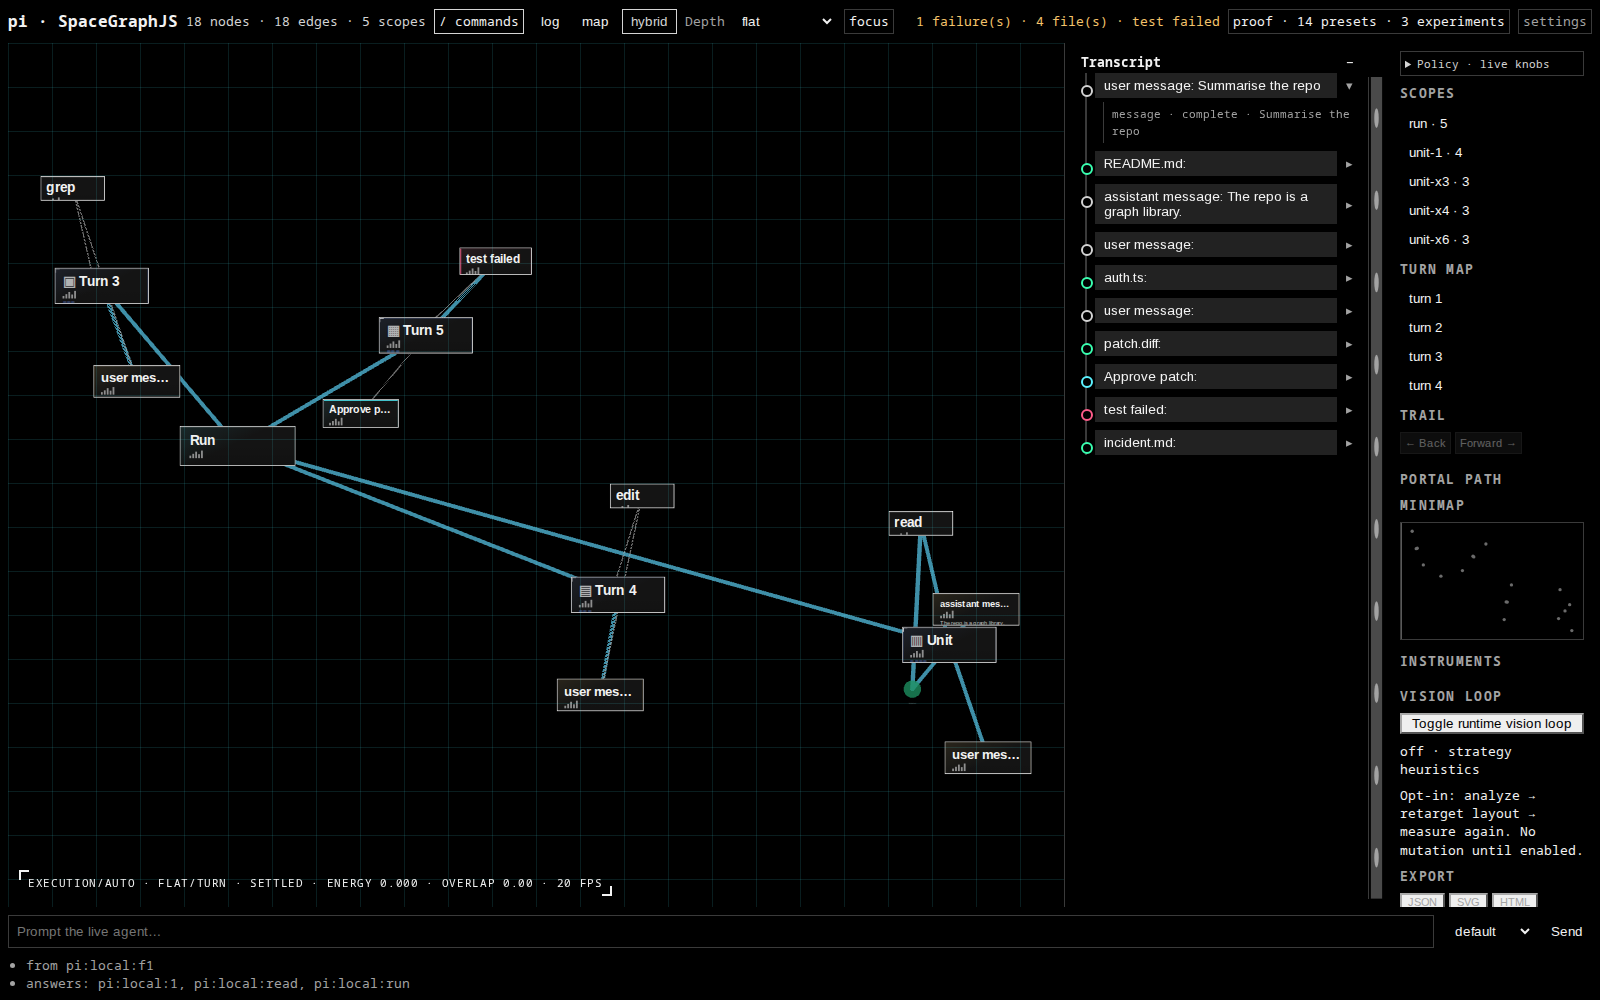 pi · SpaceGraphJS 18 nodes · 18 edges · 5 scopes / commands log map hybrid Depth flat focus 1 failure(s) · 4 file(s) · test failed proof · 14 presets · 3 experiments settings
grep
▣ Turn 3
user mes…
test failed
▦ Turn 5
Approve p…
Run
edit
▤ Turn 4
user mes…
read
assistant mes…
The repo is a graph library.
▥ Unit
user mes…
EXECUTION/AUTO · FLAT/TURN · SETTLED · ENERGY 0.000 · OVERLAP 0.00 · 20 FPS
Transcript –
user message: Summarise the repo ▾
message · complete · Summarise the
repo
README.md: ▸
assistant message: The repo is a
graph library. ▸
user message: ▸
auth.ts: ▸
user message: ▸
patch.diff: ▸
Approve patch: ▸
test failed: ▸
incident.md: ▸
▸ Policy · live knobs
SCOPES
run · 5
unit-1 · 4
unit-x3 · 3
unit-x4 · 3
unit-x6 · 3
TURN MAP
turn 1
turn 2
turn 3
turn 4
TRAIL
← Back Forward →
PORTAL PATH
MINIMAP
INSTRUMENTS
VISION LOOP
Toggle runtime vision loop
off · strategy
heuristics
Opt-in: analyze →
retarget layout →
measure again. No
mutation until enabled.
EXPORT
JSON SVG HTML
Prompt the live agent… default Send
• from pi:local:f1
• answers: pi:local:1, pi:local:read, pi:local:run